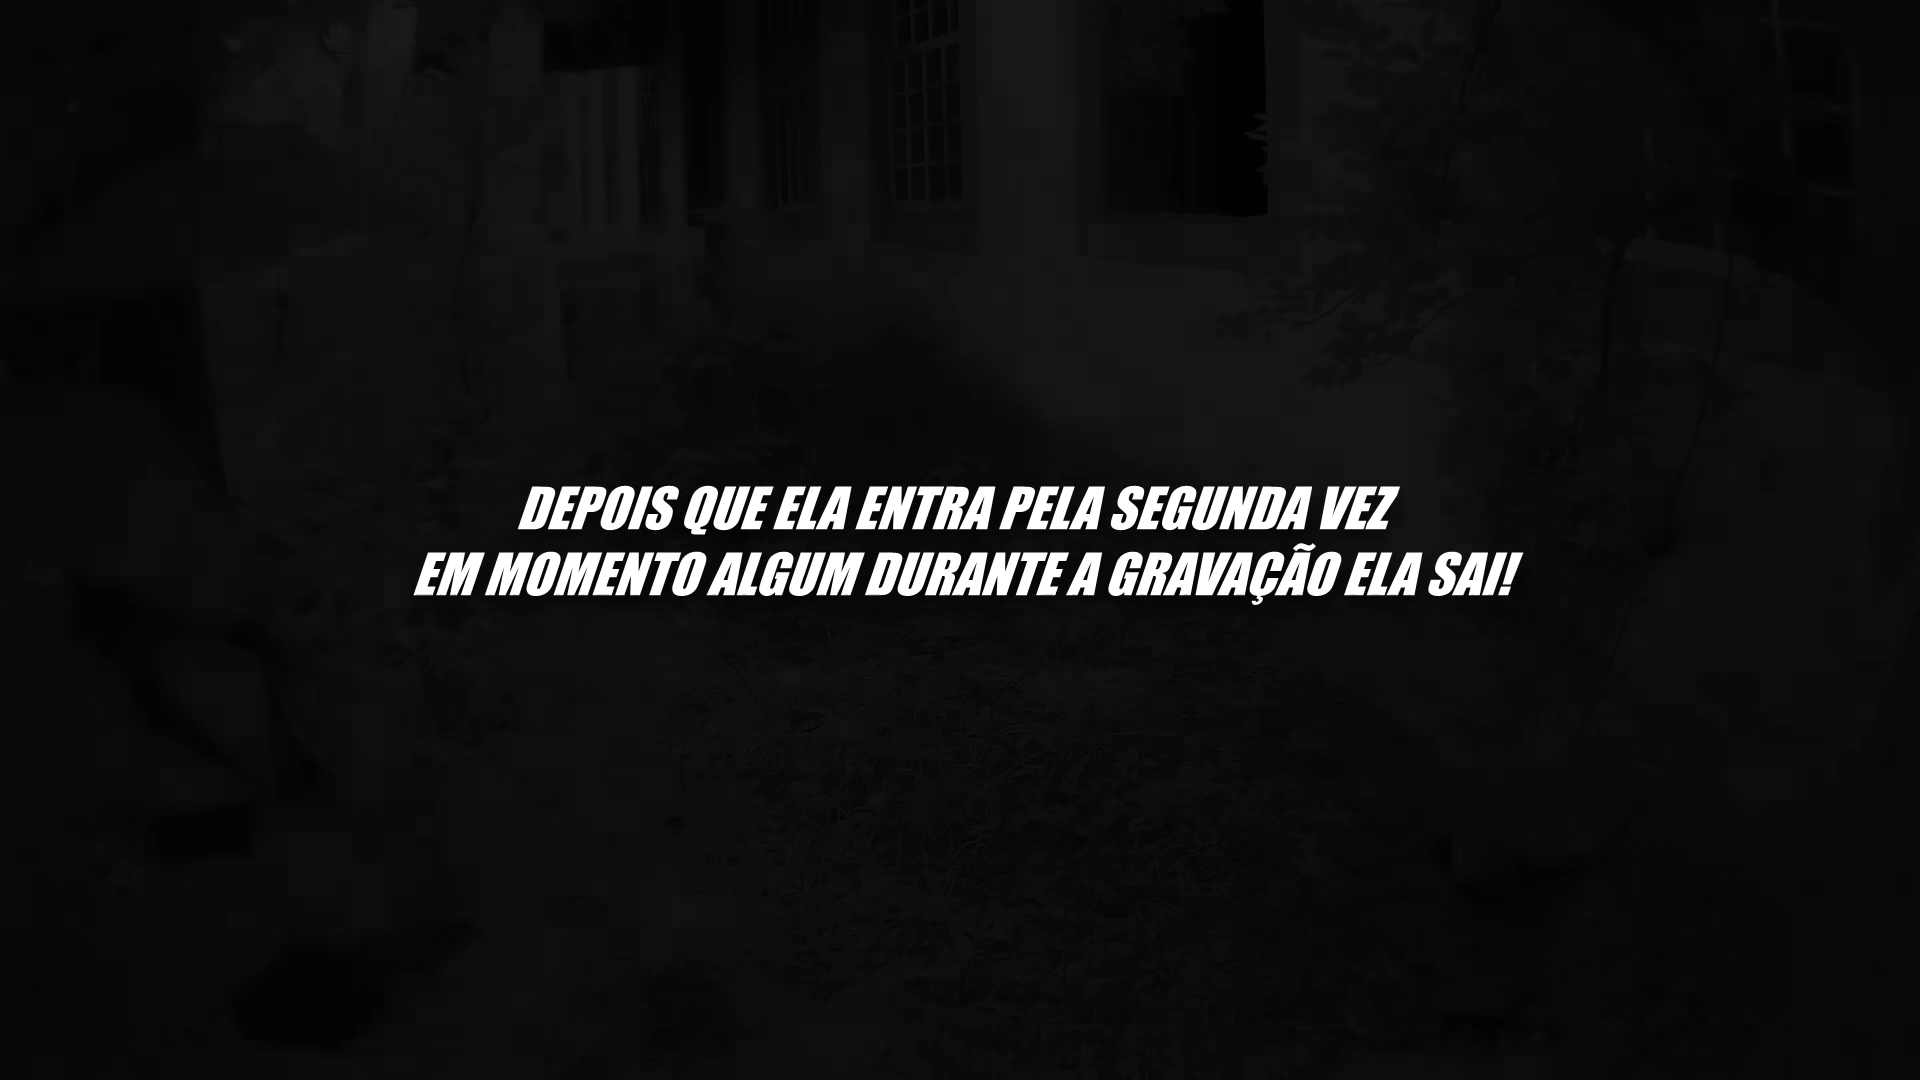 DEPOIS QUE ELA ENTRA PELA SEGUNDA VEZ
EM MOMENTO ALGUM DURANTE A GRAVAÇÃO ELA SAI!